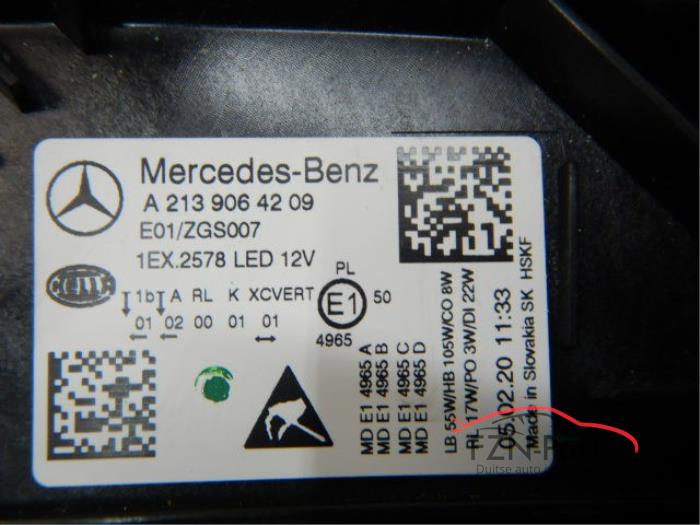 Mercedes-Benz
A 213 906 42 09
E01/ZGS007
1EX.2578 LED 12V
HELLA
1b A RL K XCVERT
01 02 00 01 01
PL
E1 50
4965
MD E1 4965 A
MD E1 4965 B
MD E1 4965 C
MD E1 4965 D
LB 55W/HB 105W/CO 8W
17W/PO 3W/DI 22W
05.02.20 11:33
Made in Slovakia SK HSKF
TZN-
Duitse auto